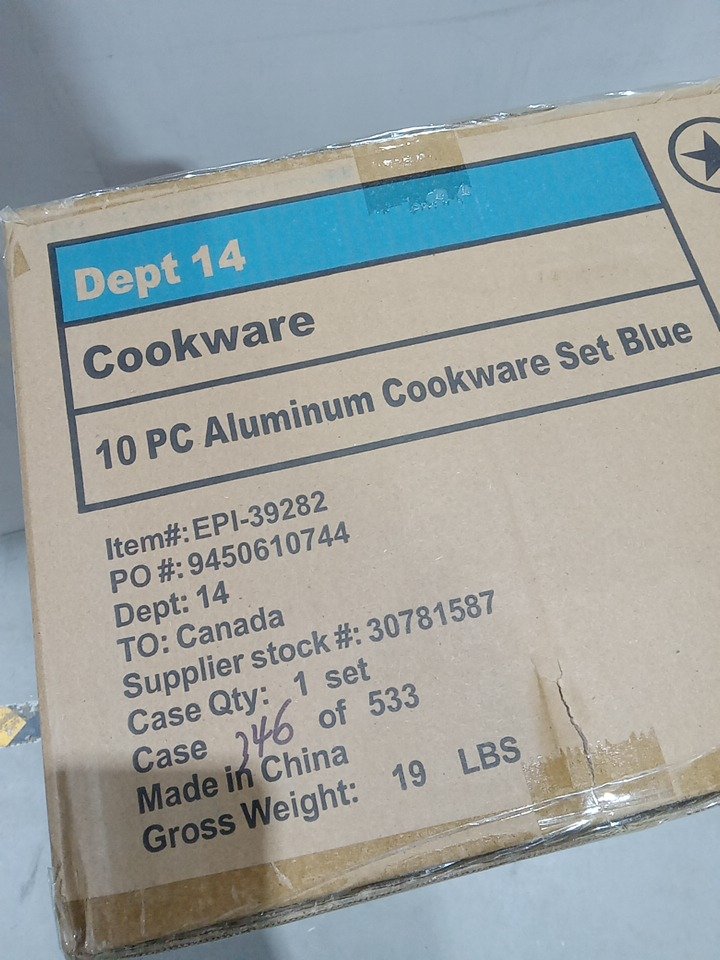 Dept 14
Cookware
10 PC Aluminum Cookware Set Blue
Item#: EPI-39282
PO #: 9450610744
Dept: 14
TO: Canada
Supplier stock #: 30781587
Case Qty: 1 set
Case 346 of 533
Made in China
Gross Weight: 19 LBS